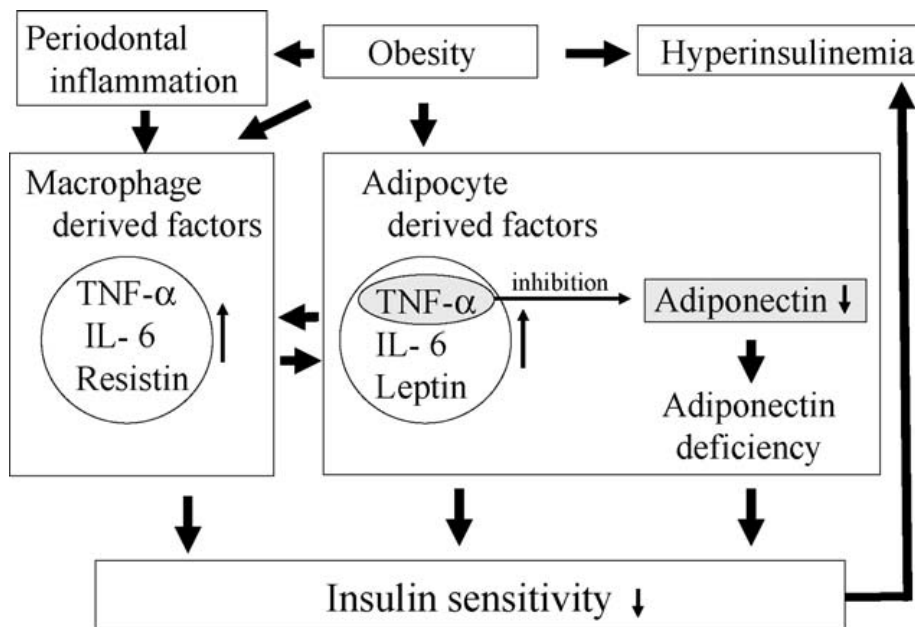 Periodontal
inflammation
Obesity
Hyperinsulinemia
Macrophage
derived factors
TNF-α
IL- 6
Resistin
Adipocyte
derived factors
TNF-α
IL- 6
Leptin
inhibition
Adiponectin
Adiponectin
deficiency
Insulin sensitivity